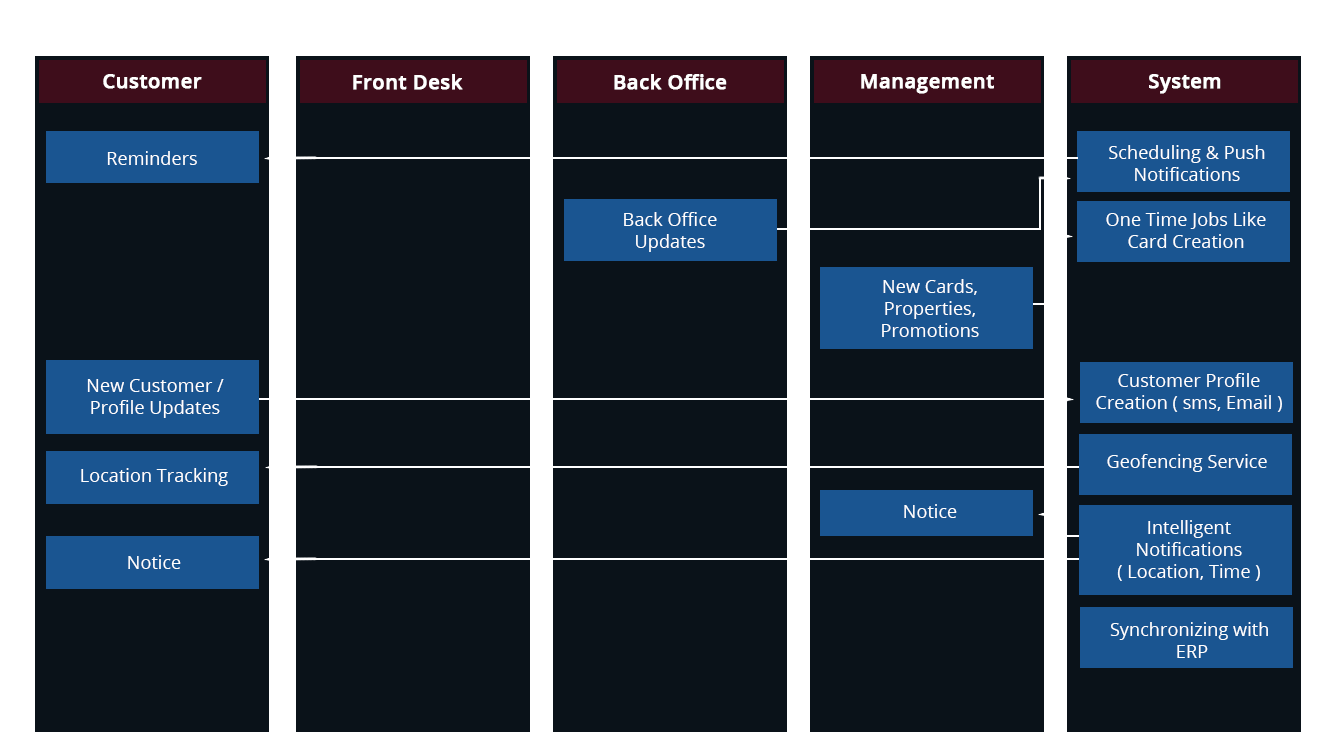 Customer
Front Desk
Back Office
Management
System
Reminders
Scheduling & Push
Notifications
Back Office
Updates
One Time Jobs Like
Card Creation
New Cards,
Properties,
Promotions
New Customer /
Profile Updates
Customer Profile
Creation ( sms, Email )
Location Tracking
Geofencing Service
Notice
Notice
Intelligent
Notifications
( Location, Time )
Synchronizing with
ERP